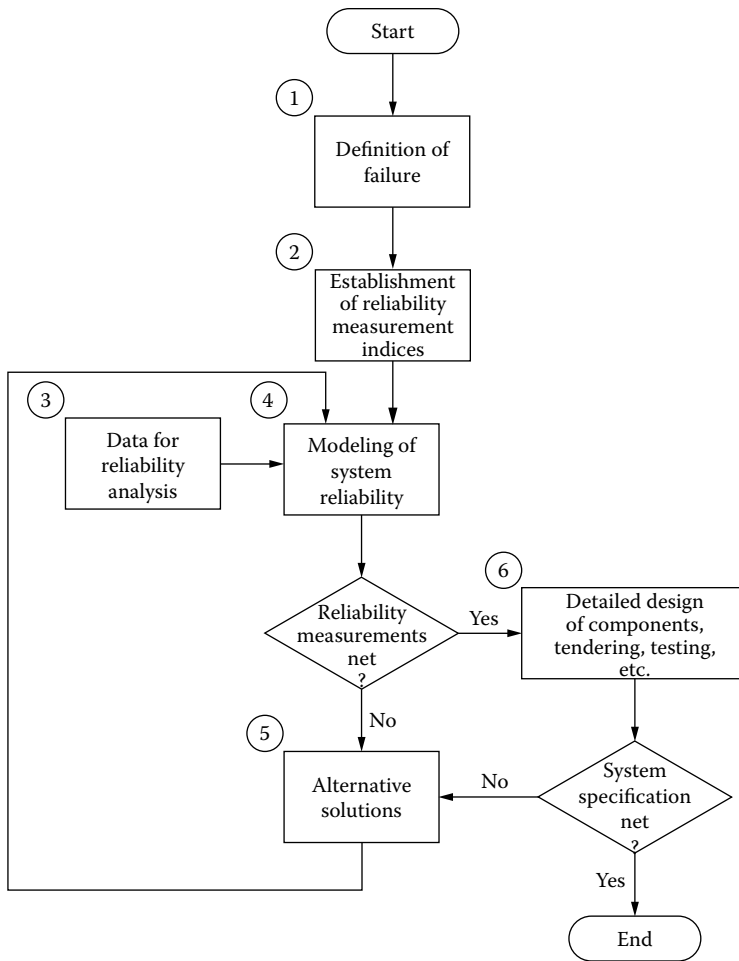 Start
1
Definition of
failure
2
Establishment
of reliability
measurement
indices
3
Data for
reliability
analysis
4
Modeling of
system
reliability
Reliability
measurements
net
?
Yes
No
6
Detailed design
of components,
tendering, testing,
etc.
5
Alternative
solutions
No
System
specification
net
?
Yes
End